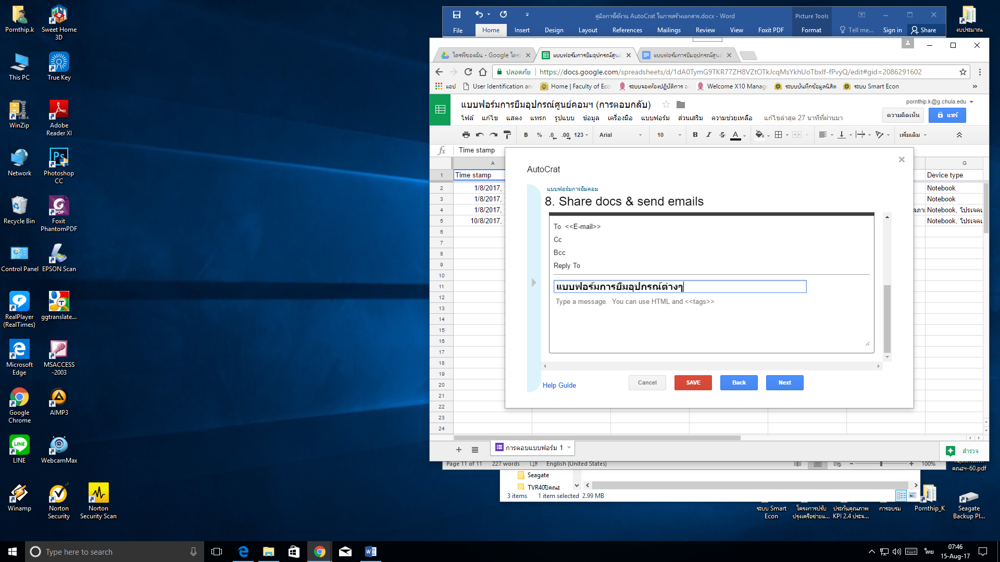 Pornthip.k
Sweet Home 3D
This PC
True Key
WinZip
Adobe Reader XI
Network
Photoshop CC
Recycle Bin
Foxit PhantomPDF
Control Panel
EPSON Scan
RealPlayer (RealTimes)
ggtranslate...
Microsoft Edge
MSACCESS -2003
Google Chrome
AIMP3
LINE
WebcamMax
Winamp
Norton Security
Norton Security Scan
งบประมาณ
คู่มือการใช้งาน AutoCrat ในการสร้างเอกสาร.docx - Word
Picture Tools
File Home Insert Design Layout References Mailings Review View Foxit PDF Format Tell me... Sign in Share
ไดรฟ์ของฉัน - Google ไดรฟ์
แบบฟอร์มการยืมอุปกรณ์ศูนย์
แบบฟอร์มการยืมอุปกรณ์ศูนย์
ปลอดภัย https://docs.google.com/spreadsheets/d/1dA0TymG9TKR77ZH8VZtOTkJcqMsYkhUoTbxIf-fPvyQ/edit#gid=2086291602
แอป User Identification and Home | Faculty of Eco ระบบจองห้องปฏิบัติการ Welcome X10 Manage ระบบบันทึกข้อมูลนิสิต ระบบ Smart Econ »
แบบฟอร์มการยืมอุปกรณ์ศูนย์คอมฯ (การตอบกลับ)
pornthip.k@g.chula.edu
ไฟล์ แก้ไข แสดง แทรก รูปแบบ ข้อมูล เครื่องมือ แบบฟอร์ม ส่วนเสริม ความช่วยเหลือ แก้ไขล่าสุด 27 นาทีที่ผ่านมา
ความคิดเห็น แชร์
B % .0 .00 123 Arial 10 B I S A เพิ่มเติม
fx Time stamp
A G
1 Time stamp Device type
2 1/8/2017, Notebook
3 1/8/2017, Notebook
4 1/8/2017, Notebook, โปรเจคเ
5 10/8/2017, Notebook, โปรเจคเ
6
7
8
9
10
11
12
13
14
15
16
17
18
19
20
21
22
23
24
AutoCrat
แบบฟอร์มการยืมคอม
8. Share docs & send emails
To <<E-mail>>
Cc
Bcc
Reply To
แบบฟอร์มการยืมอุปกรณ์ต่างๆ
Type a message. You can use HTML and <<tags>>
Help Guide
Cancel SAVE Back Next
การตอบแบบฟอร์ม 1
สำรวจ
Page 11 of 11 227 words English (United States) 100%
คณะฯ-60.pdf
Seagate
TVR40ปีคณะ
3 items 1 item selected 2.99 MB
ระบบ Smart Econ
โครงการปรับปรุงเครือข่ายแ...
ประกันคุณภาพ KPI 2.4 ประจ...
การอบรม
Pornthip_K
Seagate Backup Pl...
Type here to search
ไทย
07:46
15-Aug-17